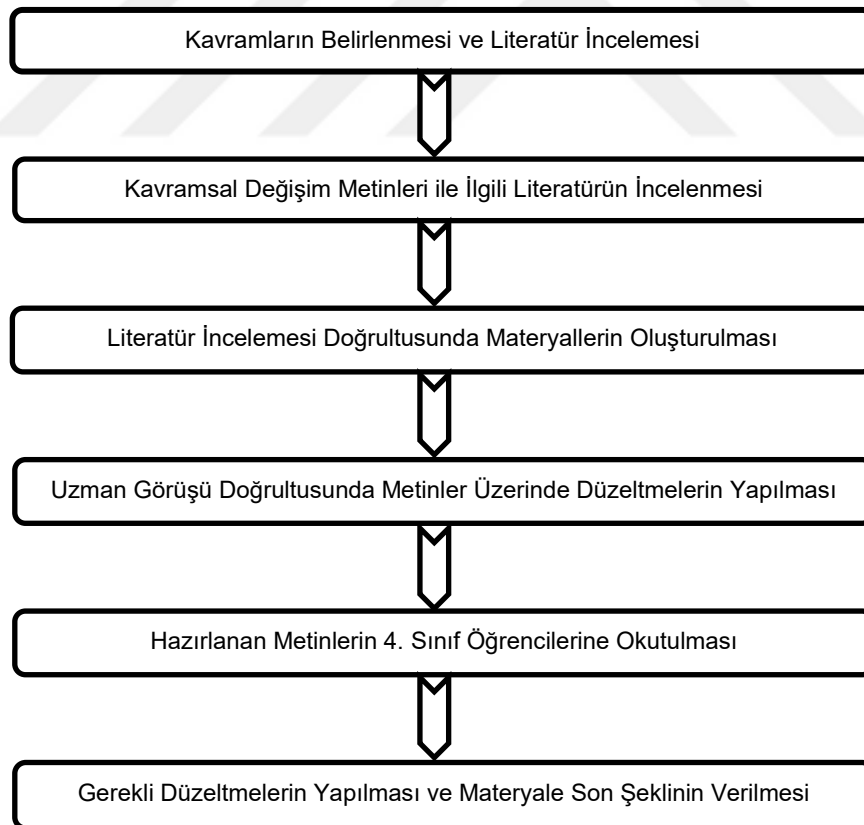 Kavramların Belirlenmesi ve Literatür İncelemesi
Kavramsal Değişim Metinleri ile İlgili Literatürün İncelenmesi
Literatür İncelemesi Doğrultusunda Materyallerin Oluşturulması
Uzman Görüşü Doğrultusunda Metinler Üzerinde Düzeltmelerin Yapılması
Hazırlanan Metinlerin 4. Sınıf Öğrencilerine Okutulması
Gerekli Düzeltmelerin Yapılması ve Materyale Son Şeklinin Verilmesi